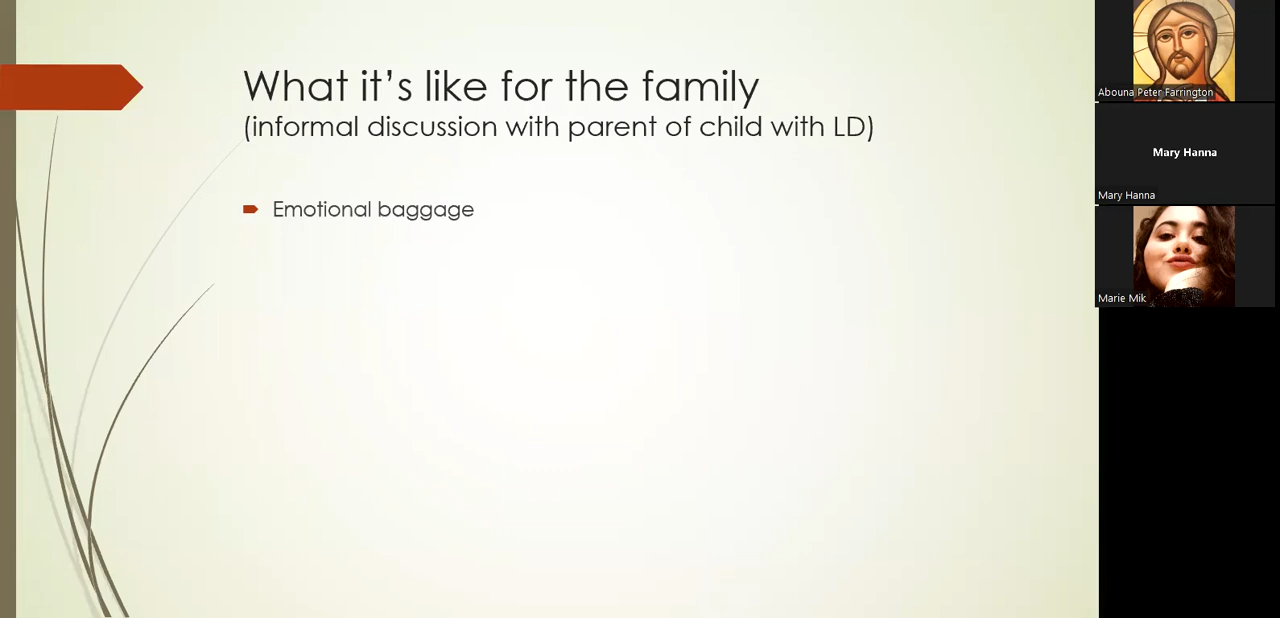 What it’s like for the family
(informal discussion with parent of child with LD)
Emotional baggage
Abouna Peter Farrington
Mary Hanna
Mary Hanna
Marie Mik